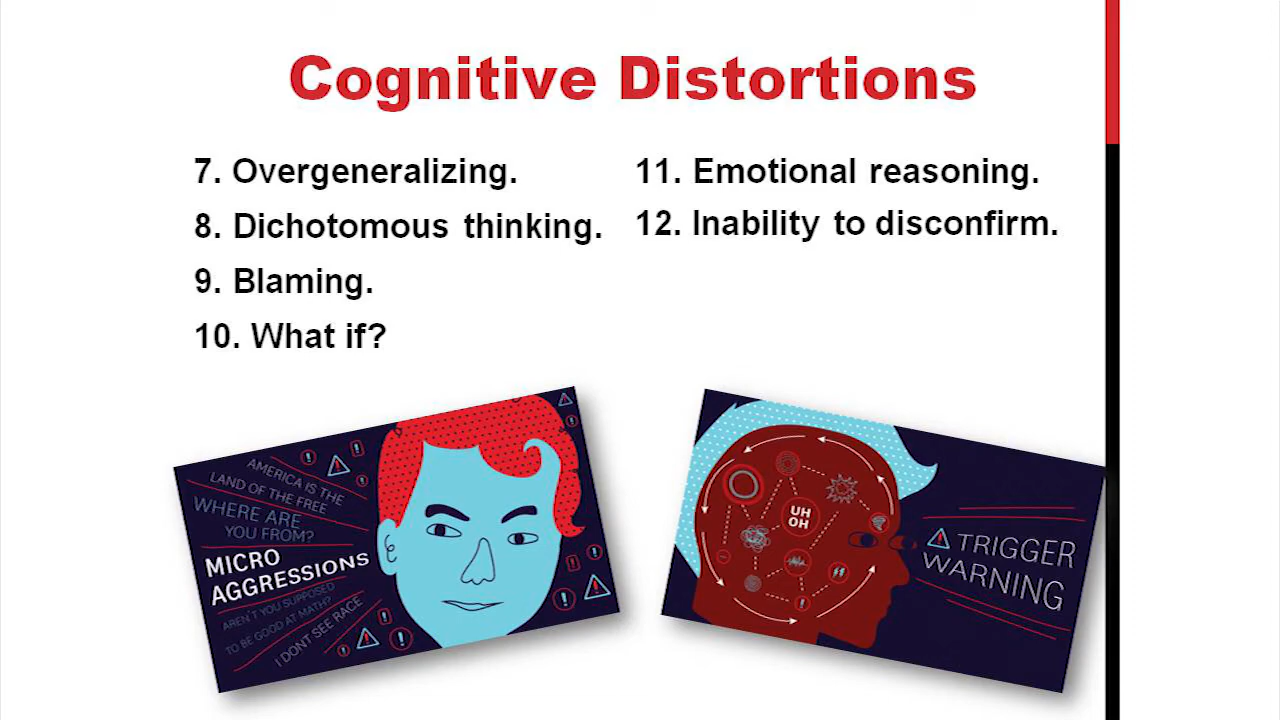 Cognitive Distortions
7. Overgeneralizing.
8. Dichotomous thinking.
9. Blaming.
10. What if?
11. Emotional reasoning.
12. Inability to disconfirm.
AMERICA IS THE
LAND OF THE FREE
WHERE ARE
YOU FROM?
MICRO
AGGRESSIONS
AREN'T YOU SUPPOSED
TO BE GOOD AT MATH?
I DONT SEE RACE
UH
OH
TRIGGER
WARNING